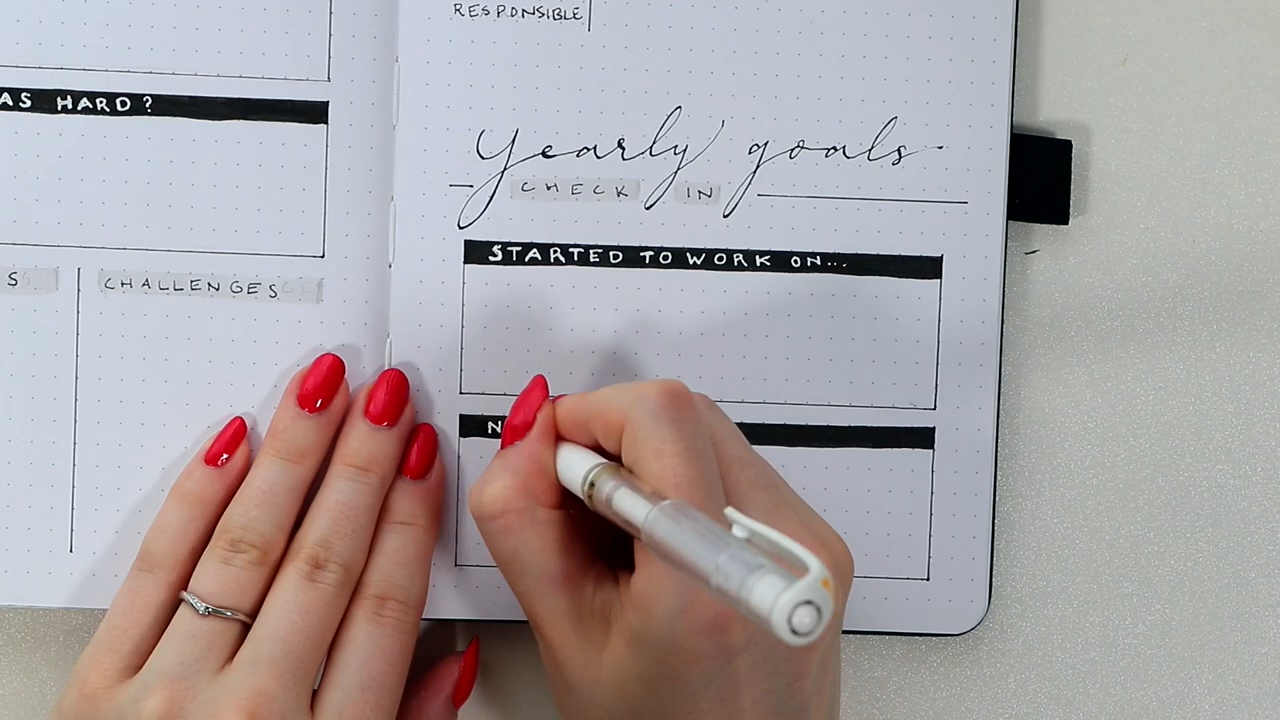 AS HARD?
S
CHALLENGES
RESPONSIBLE
yearly goals
CHECK IN
STARTED TO WORK ON...
N